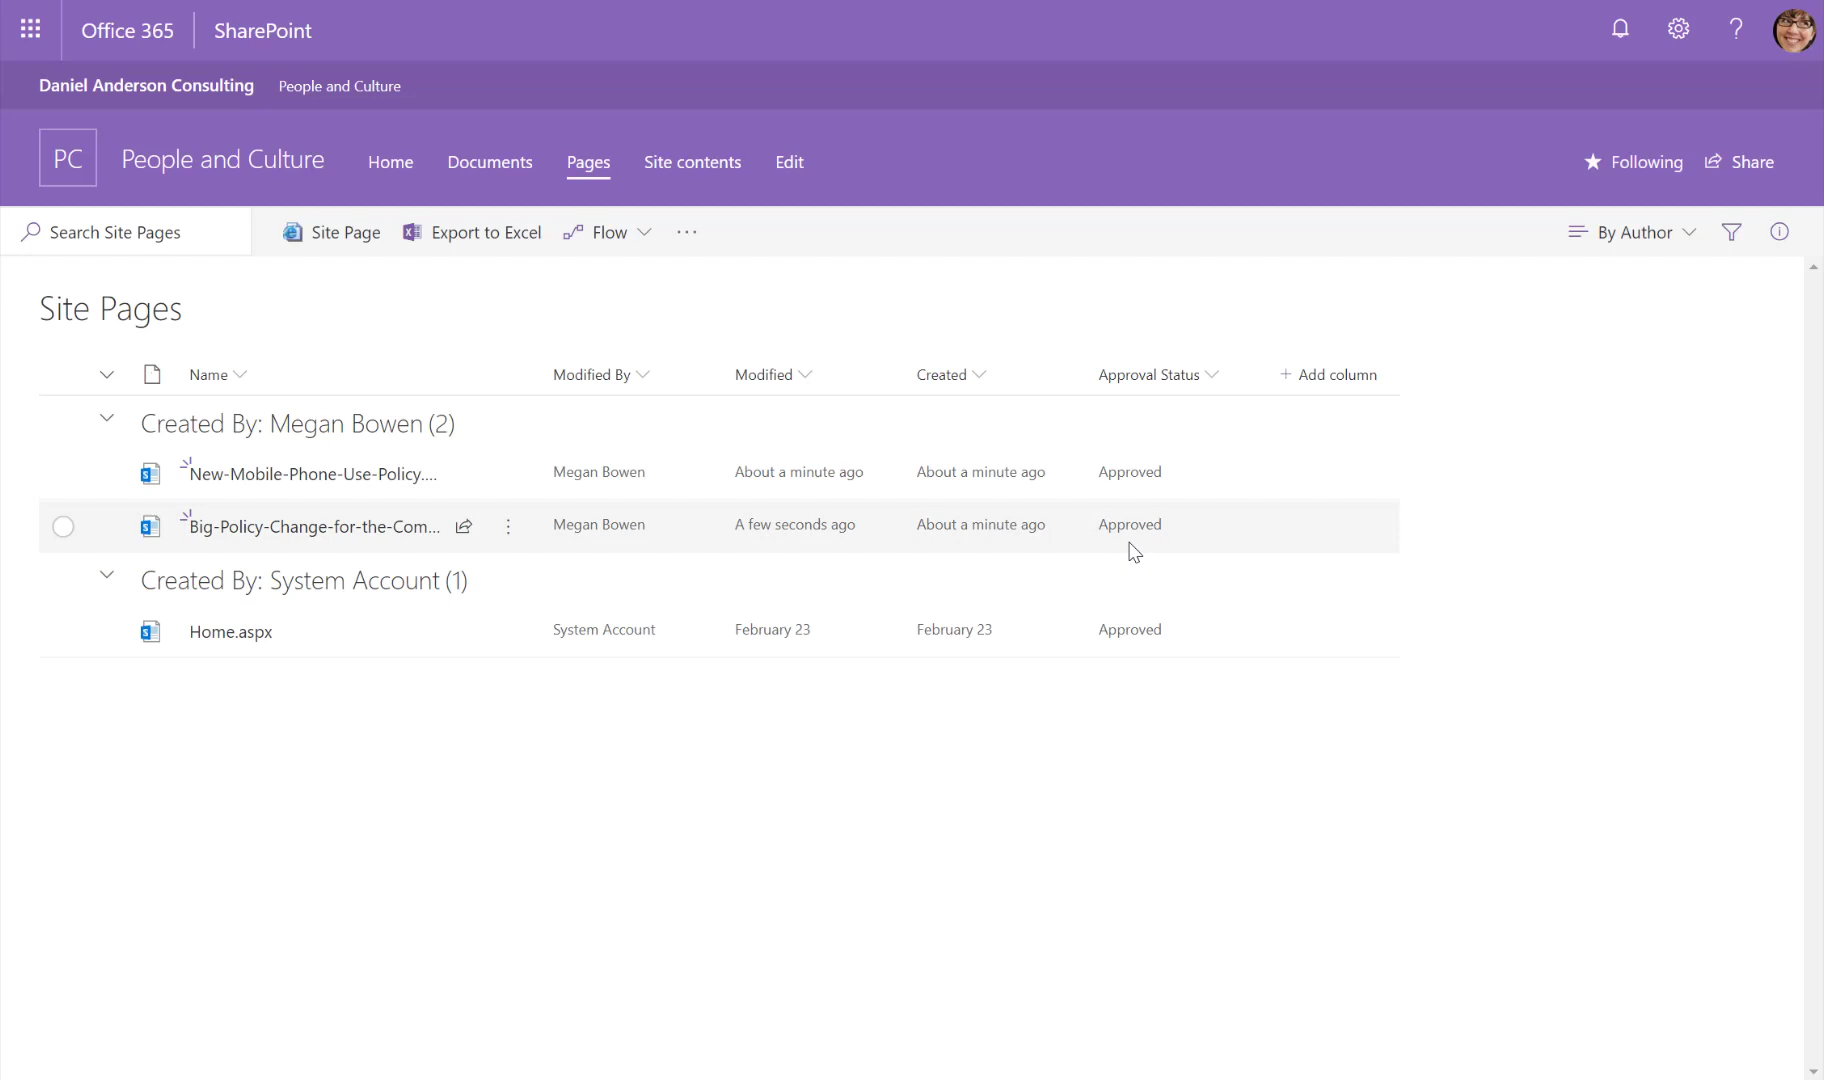 Office 365 SharePoint
Daniel Anderson Consulting People and Culture
PC People and Culture Home Documents Pages Site contents Edit Following Share
Search Site Pages Site Page Export to Excel Flow ··· By Author
Site Pages
Name Modified By Modified Created Approval Status + Add column
Created By: Megan Bowen (2)
New-Mobile-Phone-Use-Policy.... Megan Bowen About a minute ago About a minute ago Approved
Big-Policy-Change-for-the-Com... Megan Bowen A few seconds ago About a minute ago Approved
Created By: System Account (1)
Home.aspx System Account February 23 February 23 Approved